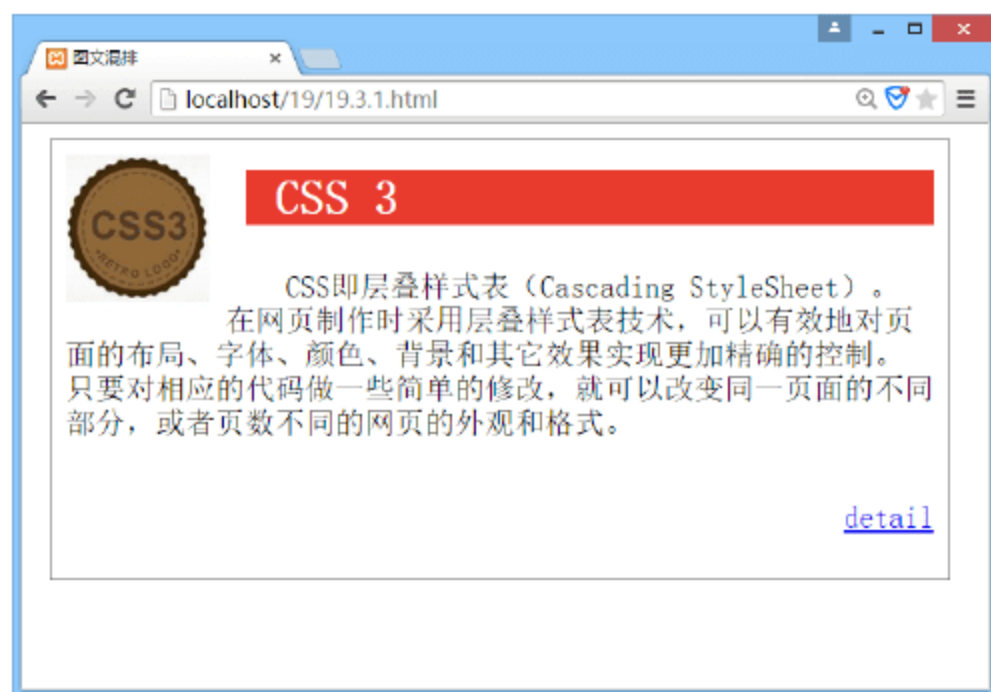 图文混排
localhost/19/19.3.1.html
CSS3
RETRO LOGO
CSS 3
CSS即层叠样式表（Cascading StyleSheet）。
在网页制作时采用层叠样式表技术，可以有效地对页
面的布局、字体、颜色、背景和其它效果实现更加精确的控制。
只要对相应的代码做一些简单的修改，就可以改变同一页面的不同
部分，或者页数不同的网页的外观和格式。
detail